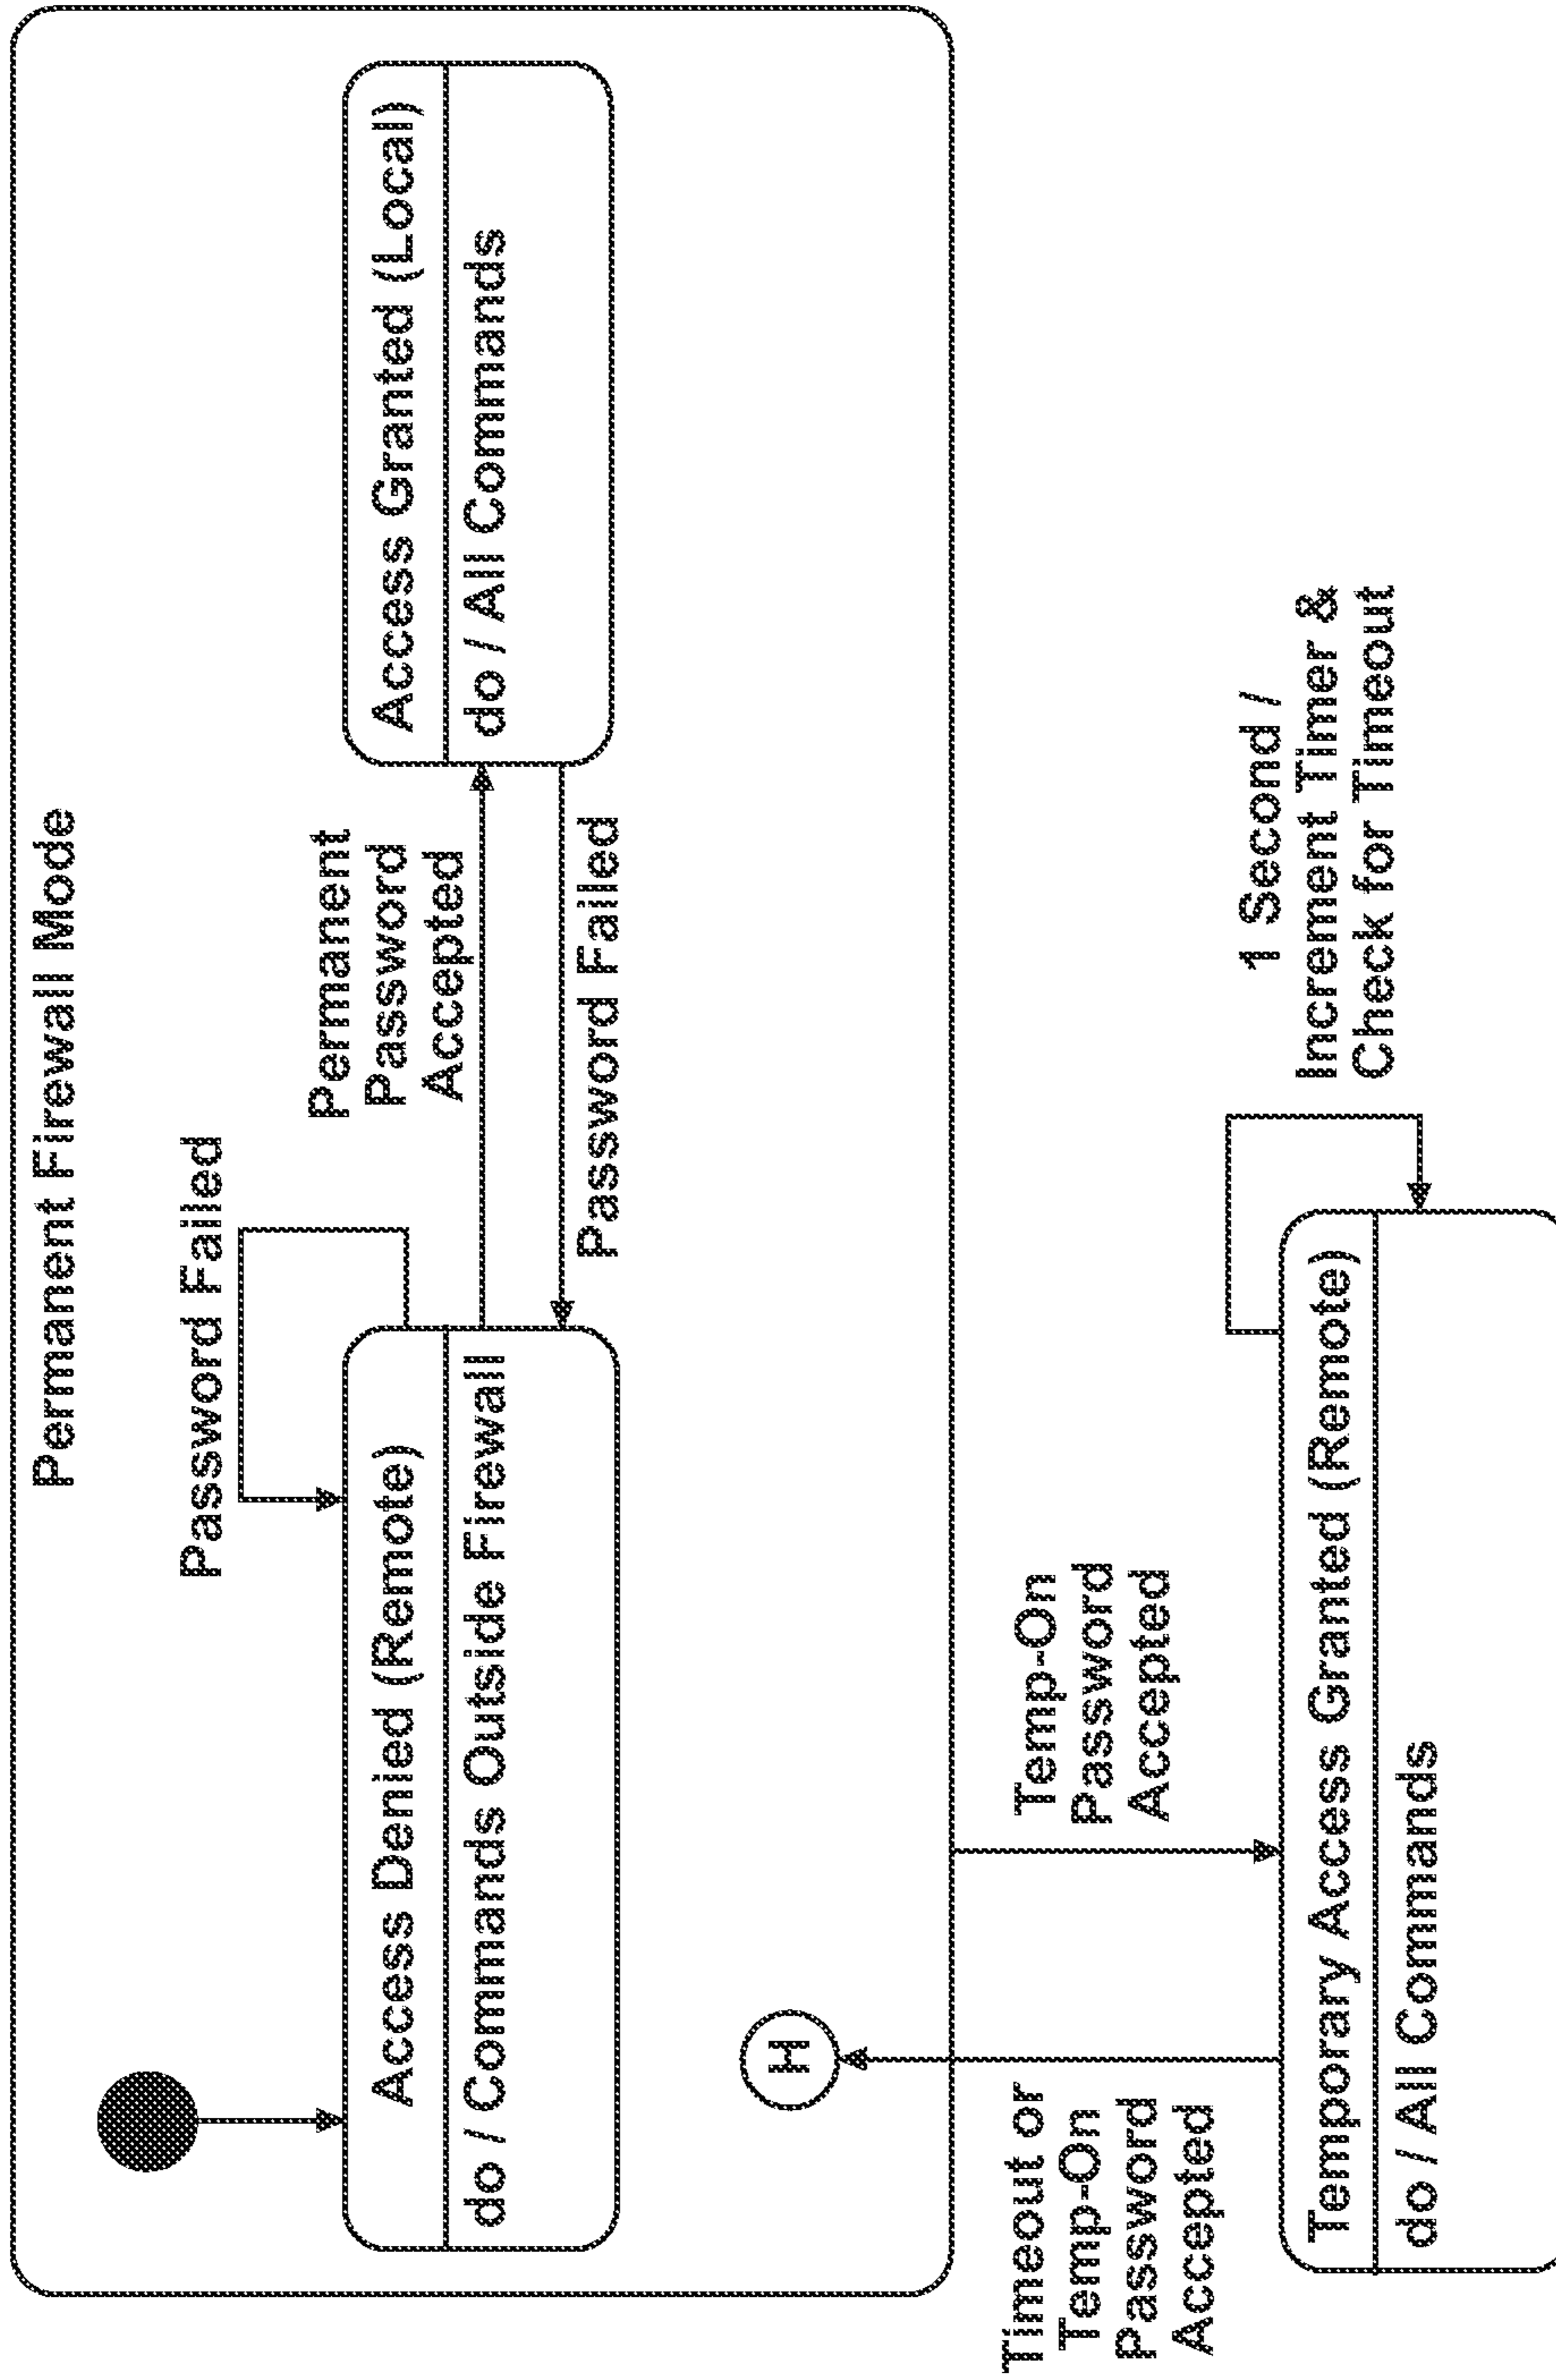 Permanent Firewall Mode
Password Failed
Access Denied (Remote)
do / Commands Outside Firewall
Permanent
Password
Accepted
Password Failed
Access Granted (Local)
do / All Commands
H
Timeout or
Temp-On
Password
Accepted
Temp-On
Password
Accepted
1 Second /
Increment Timer &
Check for Timeout
Temporary Access Granted (Remote)
do / All Commands